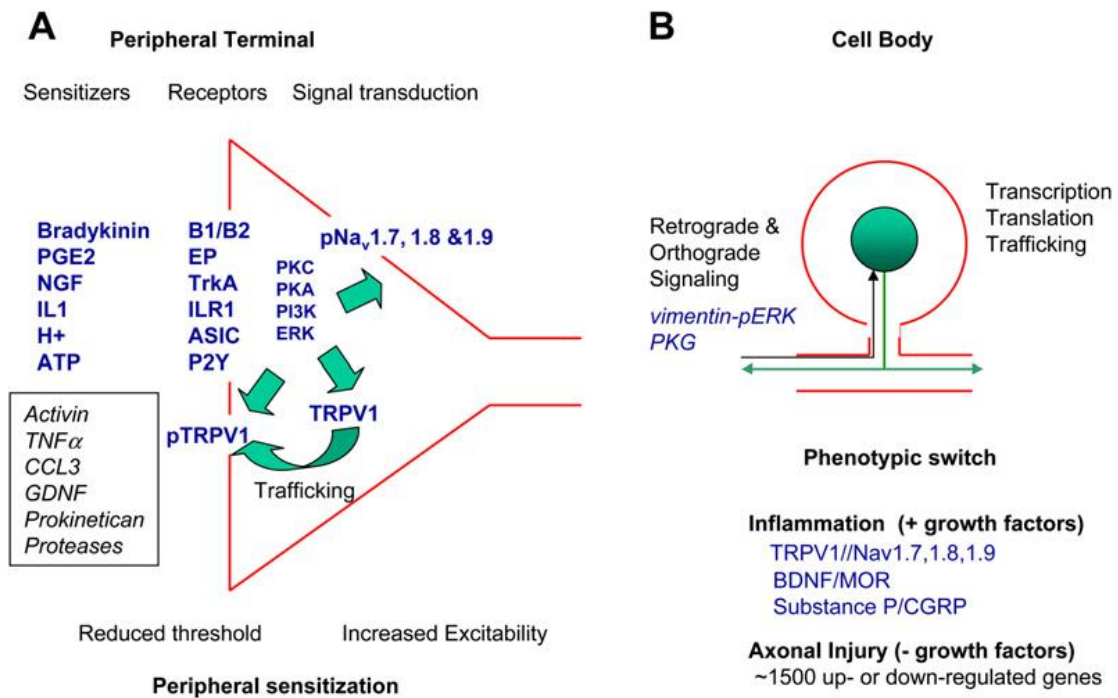 A
Peripheral Terminal
Sensitizers
Receptors
Signal transduction
Bradykinin
PGE2
NGF
IL1
H+
ATP
B1/B2
EP
TrkA
ILR1
ASIC
P2Y
PKC
PKA
PI3K
ERK
pNav1.7, 1.8 &1.9
Activin
TNFα
CCL3
GDNF
Prokinetican
Proteases
pTRPV1
TRPV1
Trafficking
Reduced threshold
Increased Excitability
Peripheral sensitization
B
Cell Body
Retrograde &
Orthograde
Signaling
vimentin-pERK
PKG
Transcription
Translation
Trafficking
Phenotypic switch
Inflammation (+ growth factors)
TRPV1//Nav1.7,1.8,1.9
BDNF/MOR
Substance P/CGRP
Axonal Injury (- growth factors)
~1500 up- or down-regulated genes